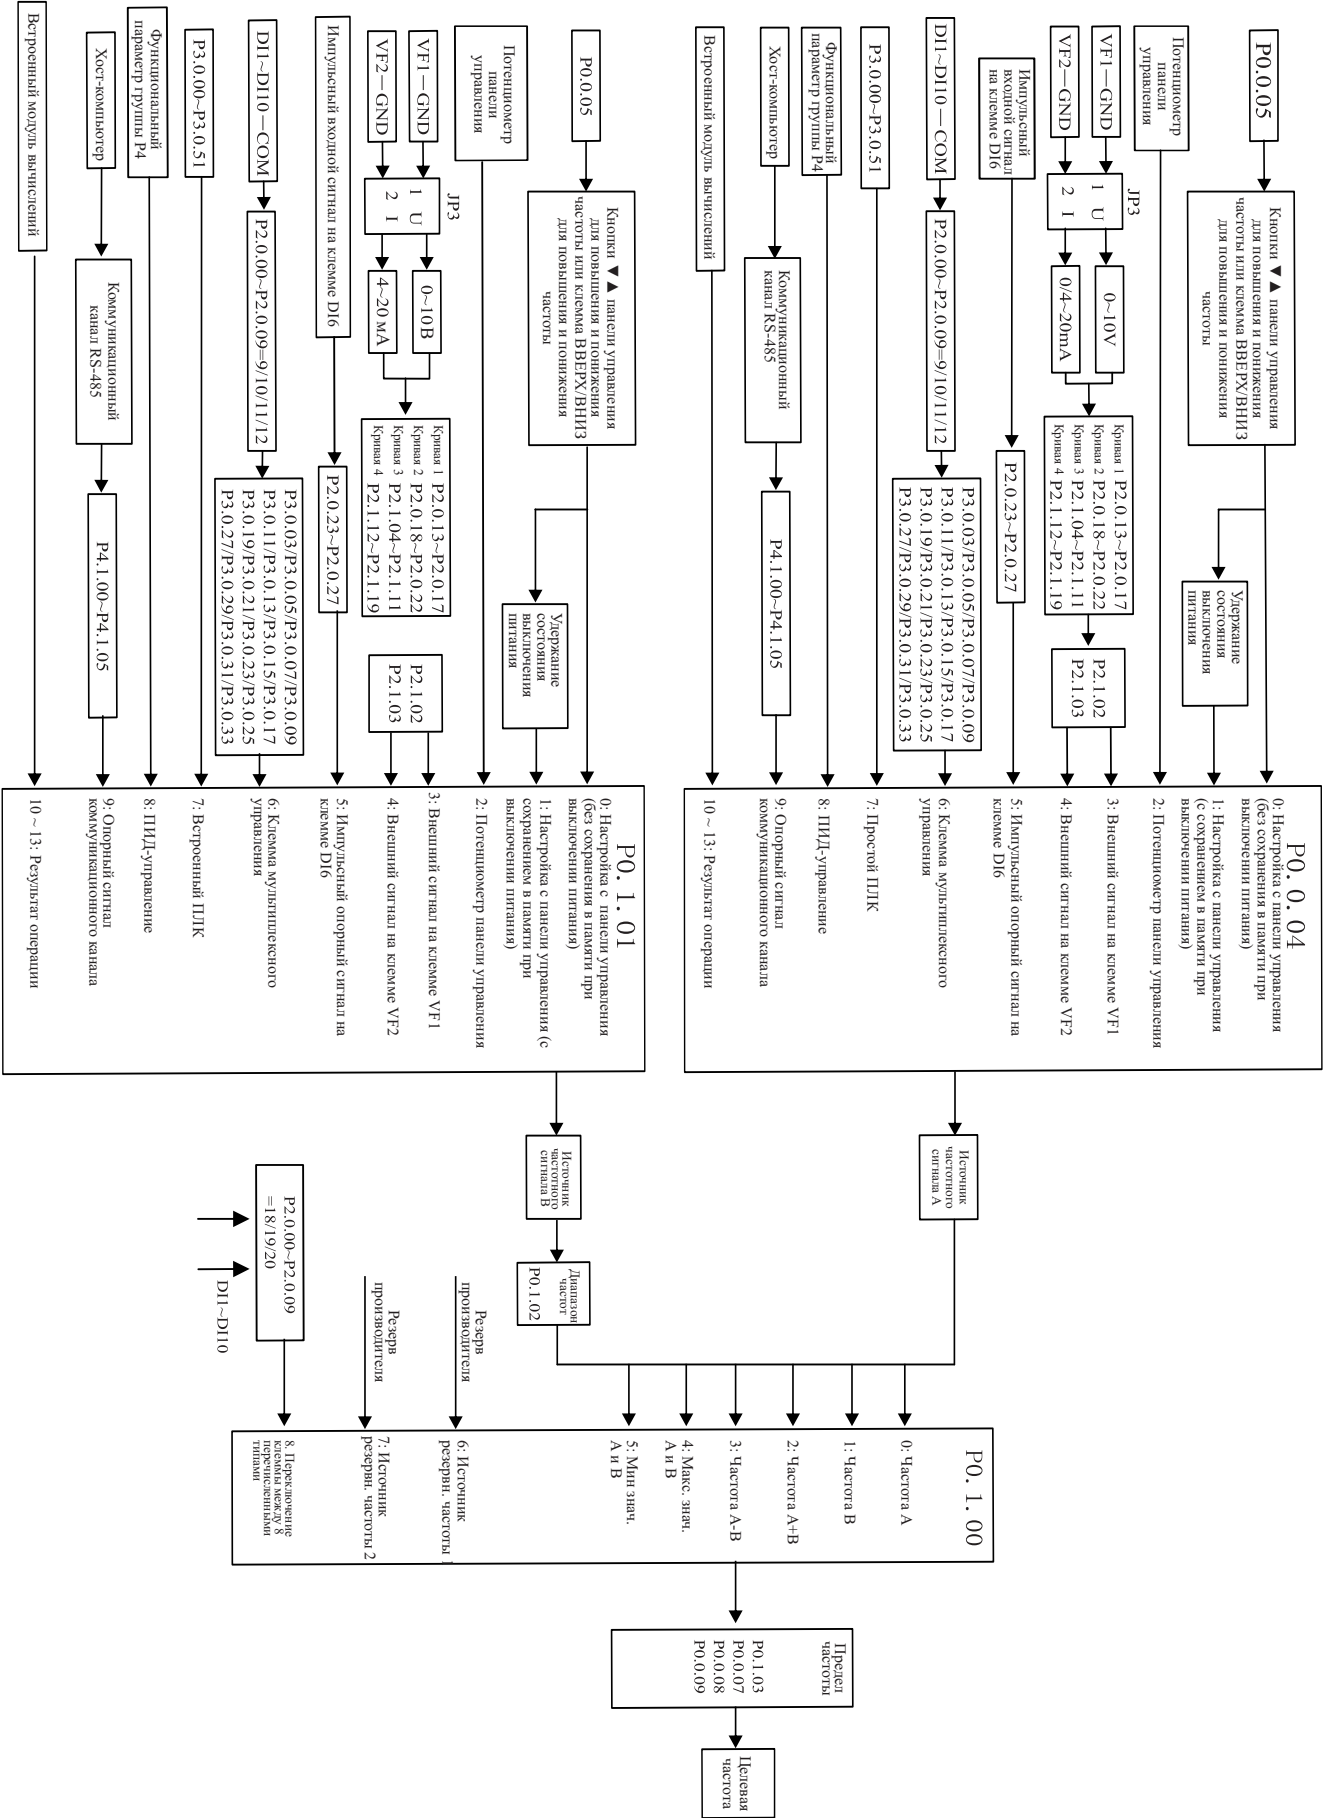 P0.0.05
Кнопки ▼ ▲ панели управления
для повышения и понижения
частоты или клемма ВВЕРХ/ВНИЗ
для повышения и понижения
частоты
Удержание
состояния
выключения
питания
Потенциометр
панели
управления
VF1—GND
VF2—GND
JP3
1 U
2 I
0~10V
0/4~20mA
Кривая 1 P2.0.13~P2.017
Кривая 2 P2.0.18~P2.0.22
Кривая 3 P2.1.04~P2.1.11
Кривая 4 P2.1.12~P2.1.19
P2.1.02
P2.1.03
Импульсный
входной сигнал
на клемме DI6
P2.0.23~P2.0.27
DI1~DI10—COM
P2.0.00~P2.0.09=9/10/11/12
P3.0.03/P3.0.05/P3.0.07/P3.0.09
P3.0.11/P3.0.13/P3.0.15/P3.0.17
P3.0.19/P3.0.21/P3.0.23/P3.0.25
P3.0.27/P3.0.29/P3.0.31/P3.0.33
P3.0.00~P3.0.51
Функциональный
параметр группы P4
Хост-компьютер
Коммуникационный
канал RS-485
P4.1.00~P4.1.05
Встроенный модуль вычислений
P0. 0. 04
0: Настройка с панели управления
(без сохранения в памяти при
выключении питания)
1: Настройка с панели управления
(с сохранением в памяти при
выключении питания)
2: Потенциометр панели управления
3: Внешний сигнал на клемме VF1
4: Внешний сигнал на клемме VF2
5: Импульсный опорный сигнал на
клемме DI6
6: Клемма мультиплексного
управления
7: Простой ПЛК
8: ПИД-управление
9: Опорный сигнал
коммуникационного канала
10 ~ 13: Результат операции
Источник
частотного
сигнала A
P0.0.05
Кнопки ▼ ▲ панели управления
для повышения и понижения
частоты или клемма ВВЕРХ/ВНИЗ
для повышения и понижения
частоты
Удержание
состояния
выключения
питания
Потенциометр
панели
управления
VF1—GND
VF2—GND
JP3
1 U
2 I
0~10В
4~20 мА
Кривая 1 P2.0.13~P2.0.17
Кривая 2 P2.0.18~P2.0.22
Кривая 3 P2.1.04~P2.1.11
Кривая 4 P2.1.12~P2.1.19
P2.1.02
P2.1.03
Импульсный входной сигнал на клемме DI6
P2.0.23~P2.0.27
DI1~DI10—COM
P2.0.00~P2.0.09=9/10/11/12
P3.0.03/P3.0.05/P3.0.07/P3.0.09
P3.0.11/P3.0.13/P3.0.15/P3.0.17
P3.0.19/P3.0.21/P3.0.23/P3.0.25
P3.0.27/P3.0.29/P3.0.31/P3.0.33
P3.0.00~P3.0.51
Функциональный
параметр группы P4
Хост-компьютер
Коммуникационный
канал RS-485
P4.1.00~P4.1.05
Встроенный модуль вычислений
P0. 1. 01
0: Настройка с панели управления
(без сохранения в памяти при
выключении питания)
1: Настройка с панели управления (с
сохранением в памяти при
выключении питания)
2: Потенциометр панели управления
3: Внешний сигнал на клемме VF1
4: Внешний сигнал на клемме VF2
5: Импульсный опорный сигнал на
клемме DI6
6: Клемма мультиплексного
управления
7: Встроенный ПЛК
8: ПИД-управление
9: Опорный сигнал
коммуникационного канала
10 ~ 13: Результат операции
Источник
частотного
сигнала B
Диапазон
частот
P0.1.02
Резерв
производителя
Резерв
производителя
P2.0.00~P2.0.09
=18/19/20
DI1~DI10
P0. 1. 00
0: Частота A
1: Частота B
2: Частота A+B
3: Частота A-B
4: Макс. знач.
A и B
5: Мин знач.
A и B
6: Источник
резервн. частоты 1
7: Источник
резервн. частоты 2
8. Переключение
клеммы между 8
перечисленными
типами
Предел
частоты
P0.1.03
P0.0.07
P0.0.08
P0.0.09
Целевая
частота